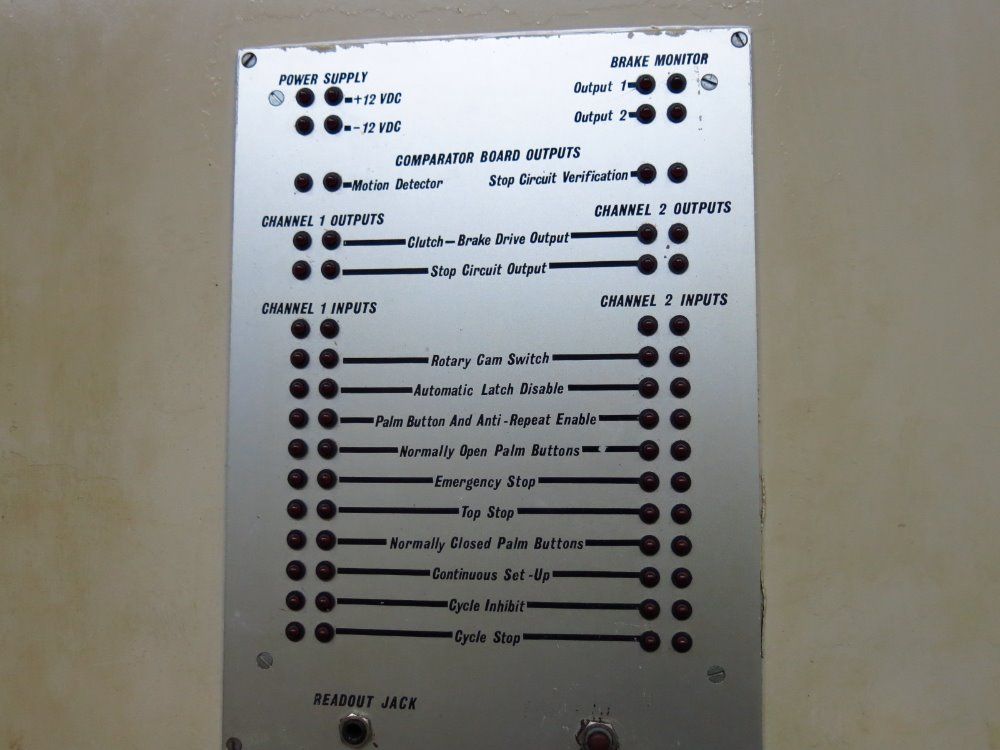 POWER SUPPLY
BRAKE MONITOR
+12 VDC
Output 1
-12 VDC
Output 2
COMPARATOR BOARD OUTPUTS
Motion Detector
Stop Circuit Verification
CHANNEL 1 OUTPUTS
CHANNEL 2 OUTPUTS
Clutch-Brake Drive Output
Stop Circuit Output
CHANNEL 1 INPUTS
CHANNEL 2 INPUTS
Rotary Cam Switch
Automatic Latch Disable
Palm Button And Anti-Repeat Enable
Normally Open Palm Buttons
Emergency Stop
Top Stop
Normally Closed Palm Buttons
Continuous Set-Up
Cycle Inhibit
Cycle Stop
READOUT JACK